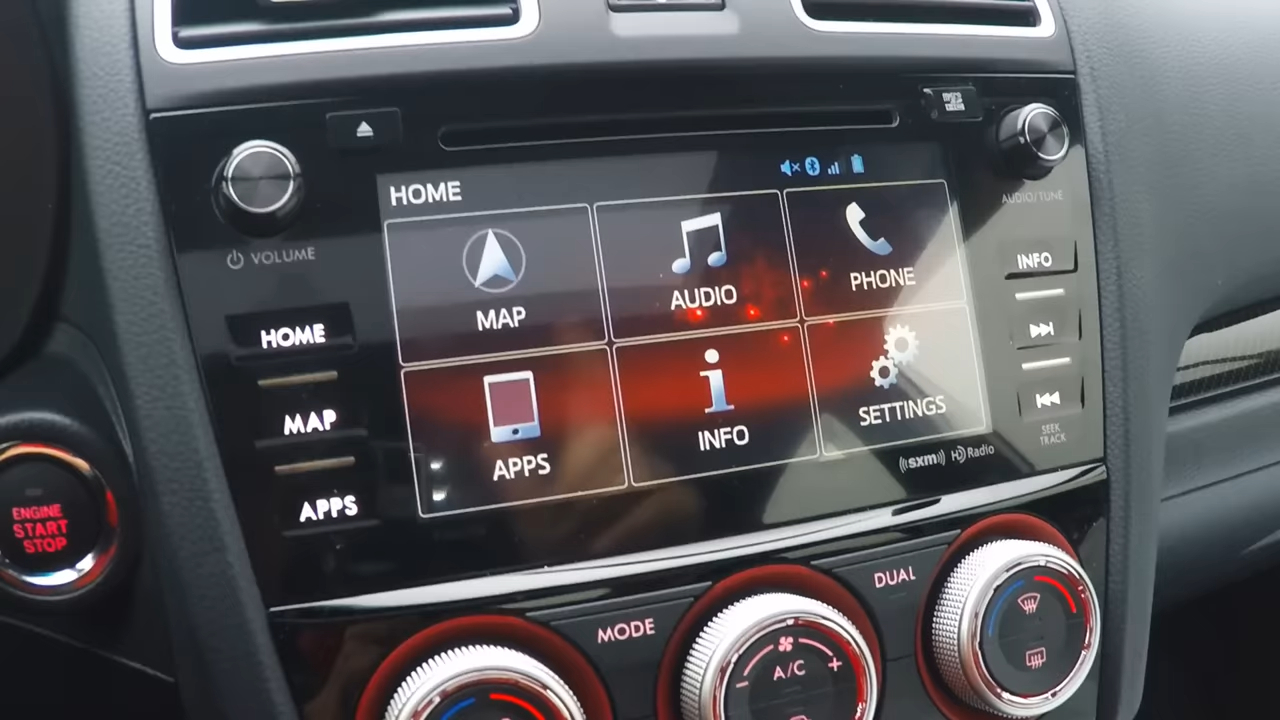 HOME
MAP
AUDIO
PHONE
APPS
INFO
SETTINGS
VOLUME
HOME
MAP
APPS
AUDIO/TUNE
INFO
SEEK
TRACK
((sxm))
HD Radio
ENGINE
START
STOP
MODE
DUAL
A/C
- +